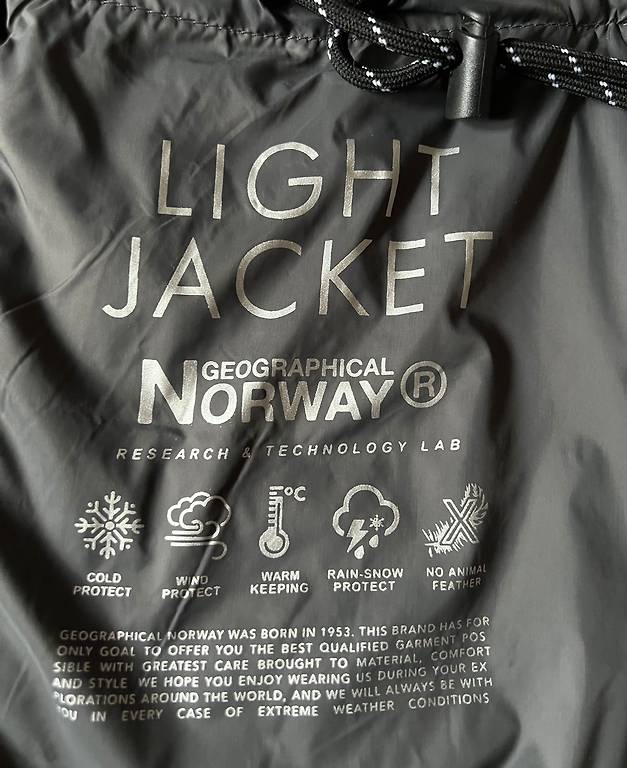 LIGHT
JACKET
GEOGRAPHICAL
NORWAY ®
RESEARCH & TECHNOLOGY LAB
°C
COLD PROTECT
WIND PROTECT
WARM KEEPING
RAIN-SNOW PROTECT
NO ANIMAL FEATHER
GEOGRAPHICAL NORWAY WAS BORN IN 1953. THIS BRAND HAS FOR
ONLY GOAL TO OFFER YOU THE BEST QUALIFIED GARMENT POS
SIBLE WITH GREATEST CARE BROUGHT TO MATERIAL, COMFORT
AND STYLE WE HOPE YOU ENJOY WEARING US DURING YOUR EX
PLORATIONS AROUND THE WORLD, AND WE WILL ALWAYS BE WITH
YOU IN EVERY CASE OF EXTREME WEATHER CONDITIONS